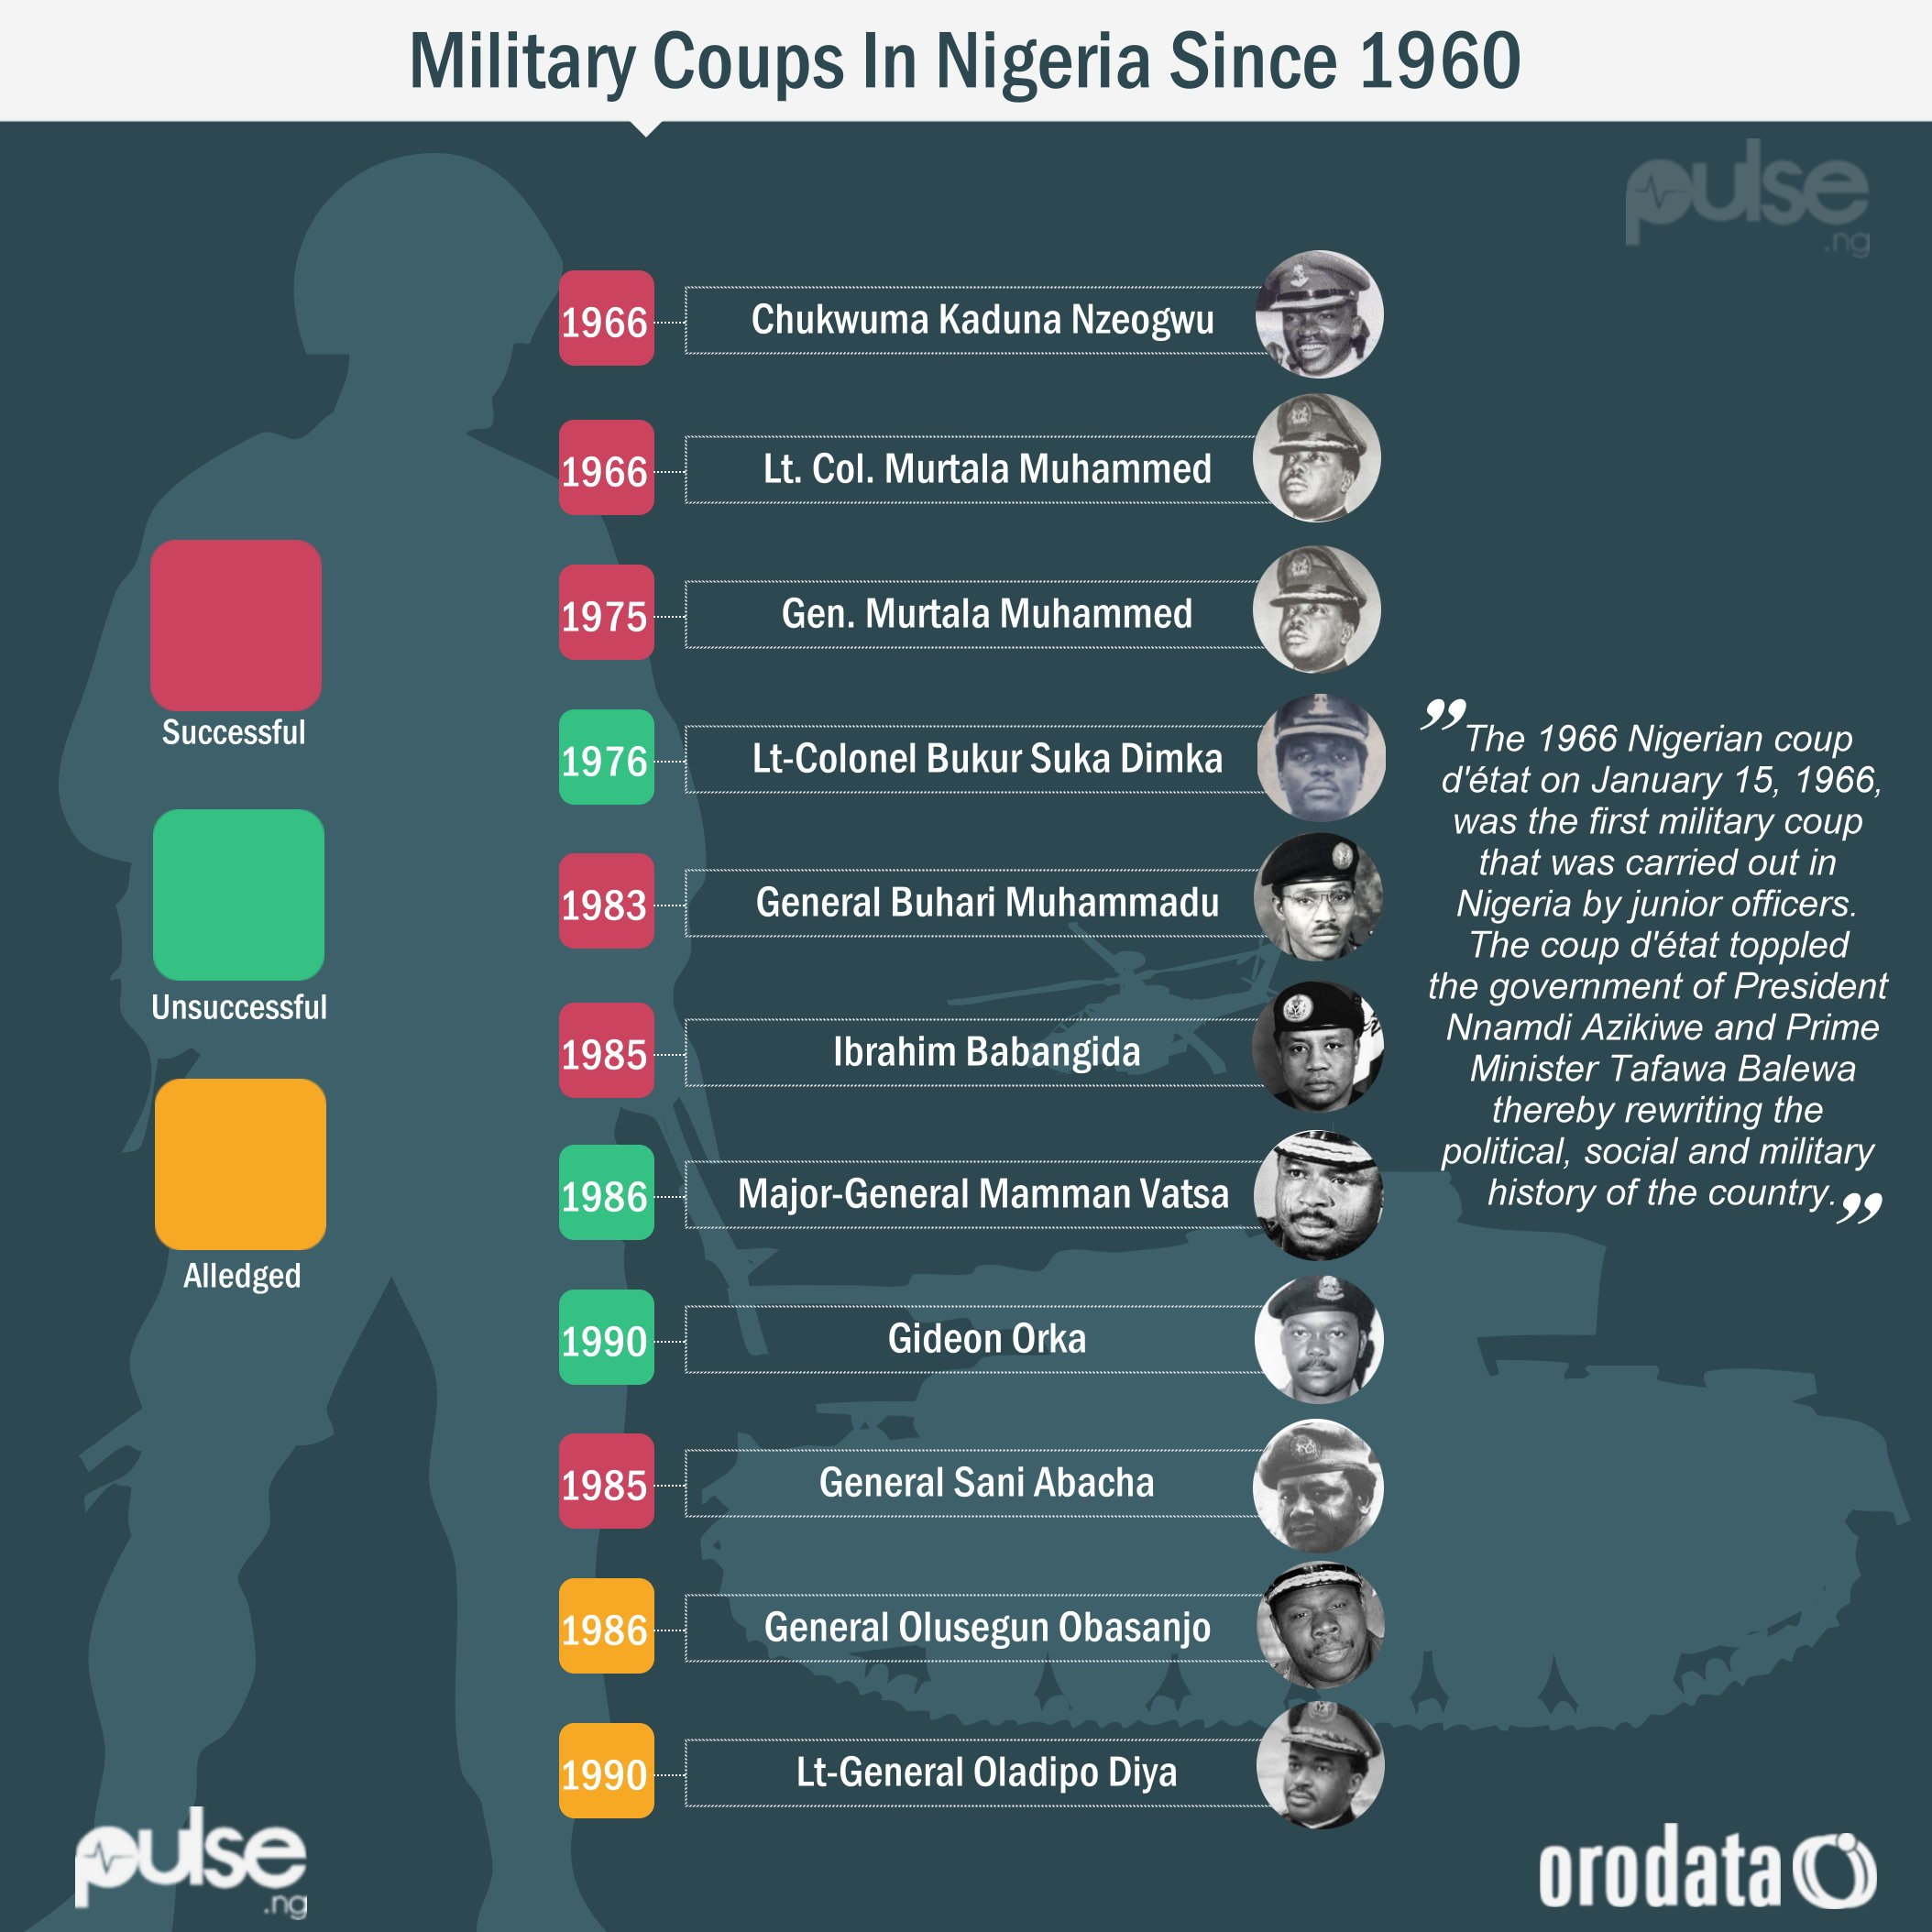 Military Coups In Nigeria Since 1960
pulse
.ng
1966
Chukwuma Kaduna Nzeogwu
1966
Lt. Col. Murtala Muhammed
1975
Gen. Murtala Muhammed
1976
Lt-Colonel Bukur Suka Dimka
1983
General Buhari Muhammadu
1985
Ibrahim Babangida
1986
Major-General Mamman Vatsa
1990
Gideon Orka
1985
General Sani Abacha
1986
General Olusegun Obasanjo
1990
Lt-General Oladipo Diya
Successful
Unsuccessful
Alledged
”The 1966 Nigerian coup
d'état on January 15, 1966,
was the first military coup
that was carried out in
Nigeria by junior officers.
The coup d'état toppled
the government of President
Nnamdi Azikiwe and Prime
Minister Tafawa Balewa
thereby rewriting the
political, social and military
history of the country.”
pulse
.ng
orodata